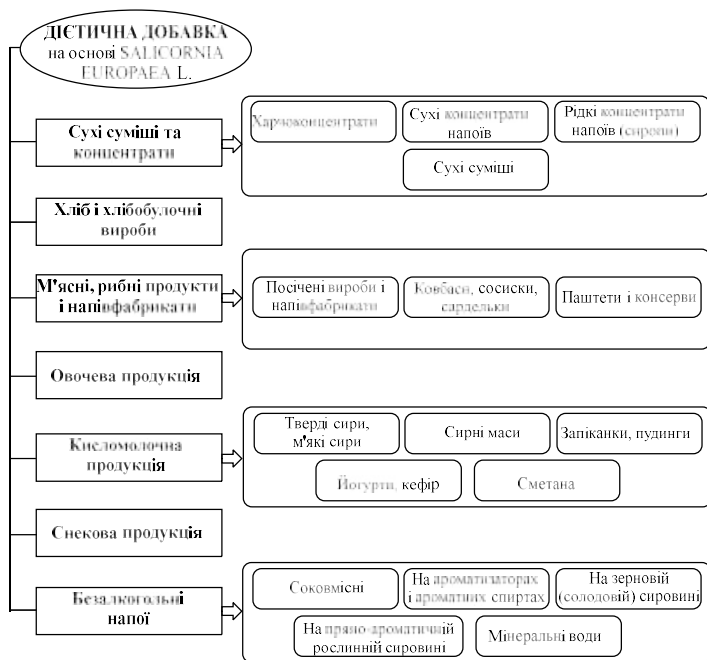 ДІЄТИЧНА ДОБАВКА
на основі SALICORNIA
EUROPAEA L.
Сухі суміші та
концентрати
Харчоконцентрати
Сухі концентрати
напоїв
Рідкі концентрати
напоїв (сиропи)
Сухі суміші
Хліб і хлібобулочні
вироби
М'ясні, рибні продукти
і напівфабрикати
Посічені вироби і
напівфабрикати
Ковбаси, сосиски,
сардельки
Паштети і консерви
Овочева продукція
Кисломолочна
продукція
Тверді сири,
м'які сири
Сирні маси
Запіканки, пудинги
Йогурти, кефір
Сметана
Снекова продукція
Безалкогольні
напої
Соковмісні
На ароматизаторах
і ароматних спиртах
На зерновій
(солодовій) сировині
На пряно-ароматичній
рослинній сировині
Мінеральні води